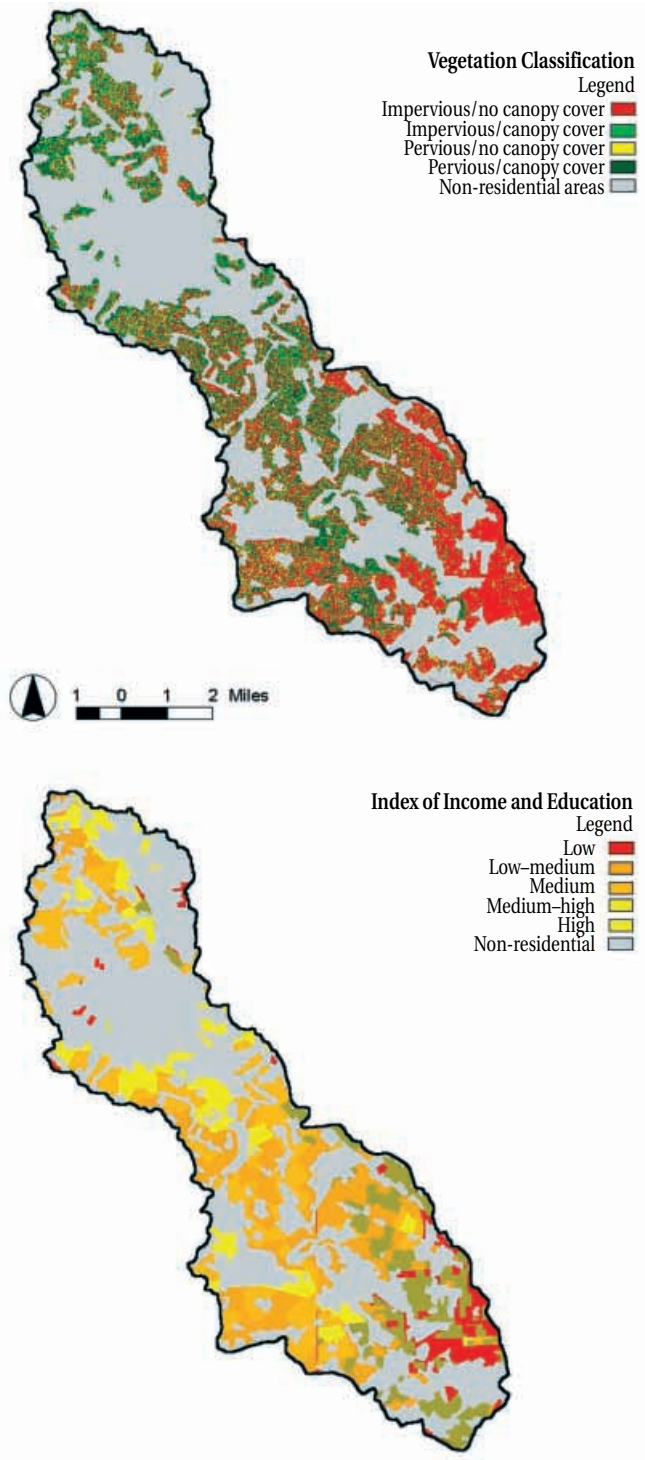 Vegetation Classification
Legend
Impervious/no canopy cover
Impervious/canopy cover
Pervious/no canopy cover
Pervious/canopy cover
Non-residential areas
1 0 1 2 Miles
Index of Income and Education
Legend
Low
Low–medium
Medium
Medium–high
High
Non-residential